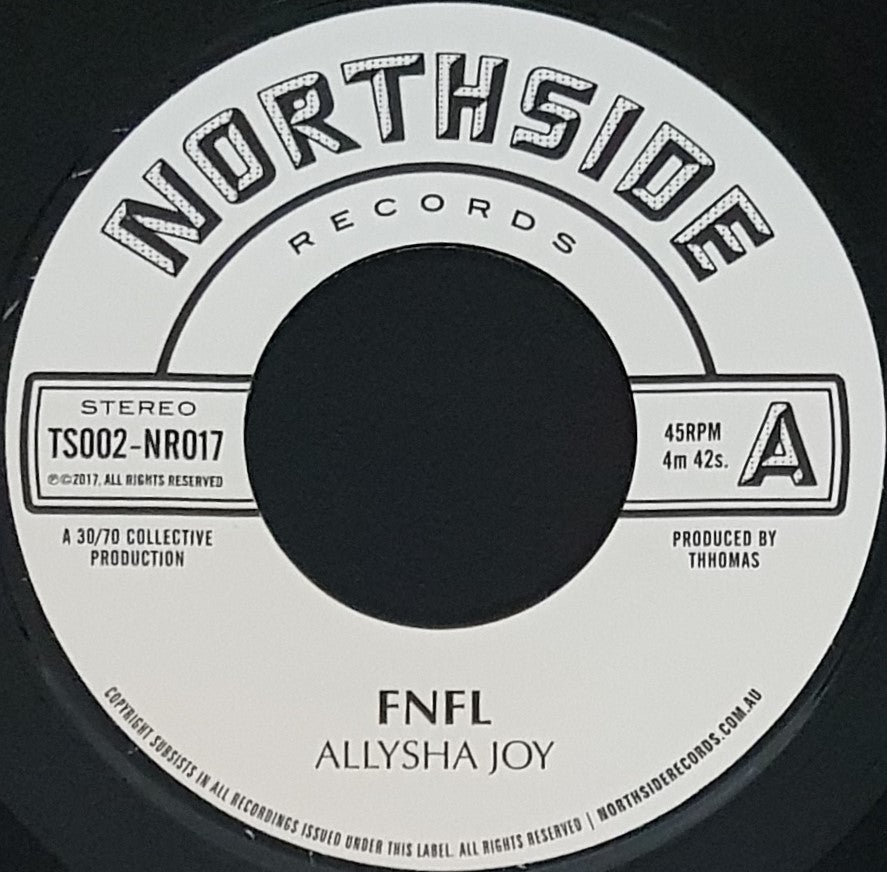 NORTHSIDE
RECORDS
STEREO
TS002-NR017
℗©2017, ALL RIGHTS RESERVED
45RPM
4m 42s.
A
A 30/70 COLLECTIVE
PRODUCTION
PRODUCED BY
THHOMAS
FNFL
ALLYSHA JOY
COPYRIGHT SUBSISTS IN ALL RECORDINGS ISSUED UNDER THIS LABEL. ALL RIGHTS RESERVED | NORTHSIDERECORDS.COM.AU